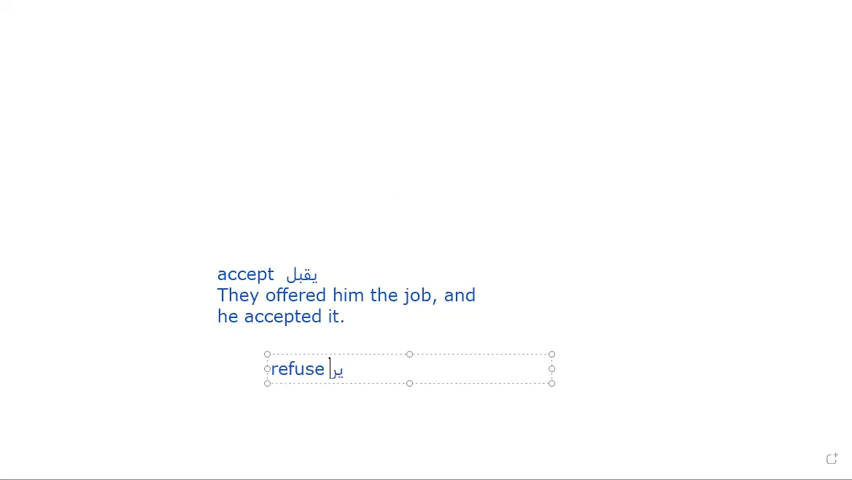 accept يقبل
They offered him the job, and
he accepted it.
refuse ير